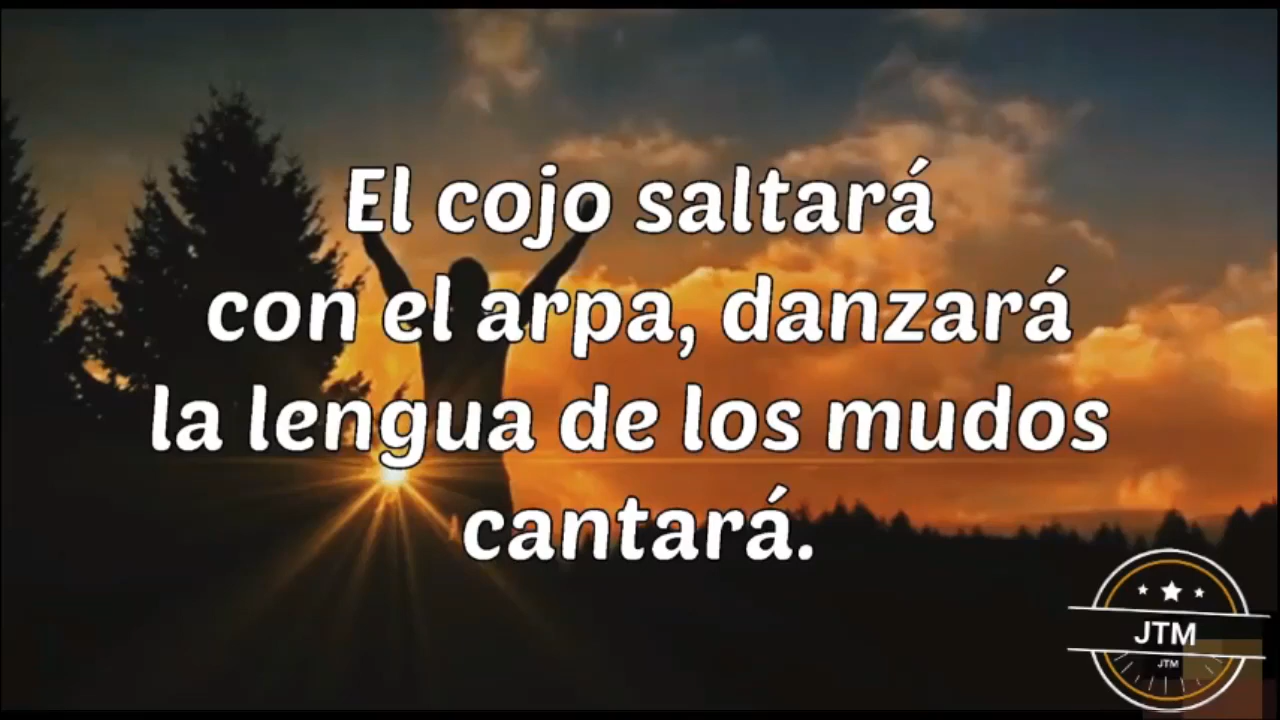 El cojo saltará
con el arpa, danzará
la lengua de los mudos
cantará.
JTM
JTM